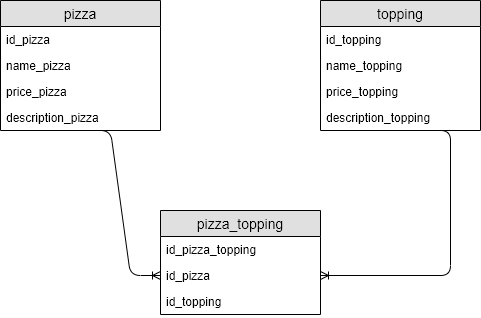 pizza
id_pizza
name_pizza
price_pizza
description_pizza
topping
id_topping
name_topping
price_topping
description_topping
pizza_topping
id_pizza_topping
id_pizza
id_topping